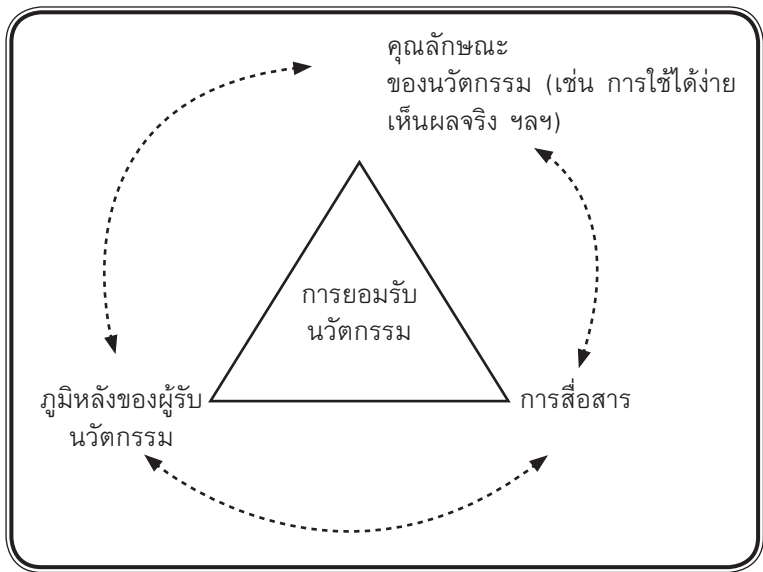 คุณลักษณะ
ของนวัตกรรม (เช่น การใช้ได้ง่าย
เห็นผลจริง ฯลฯ)
การยอมรับ
นวัตกรรม
ภูมิหลังของผู้รับ
นวัตกรรม
การสื่อสาร